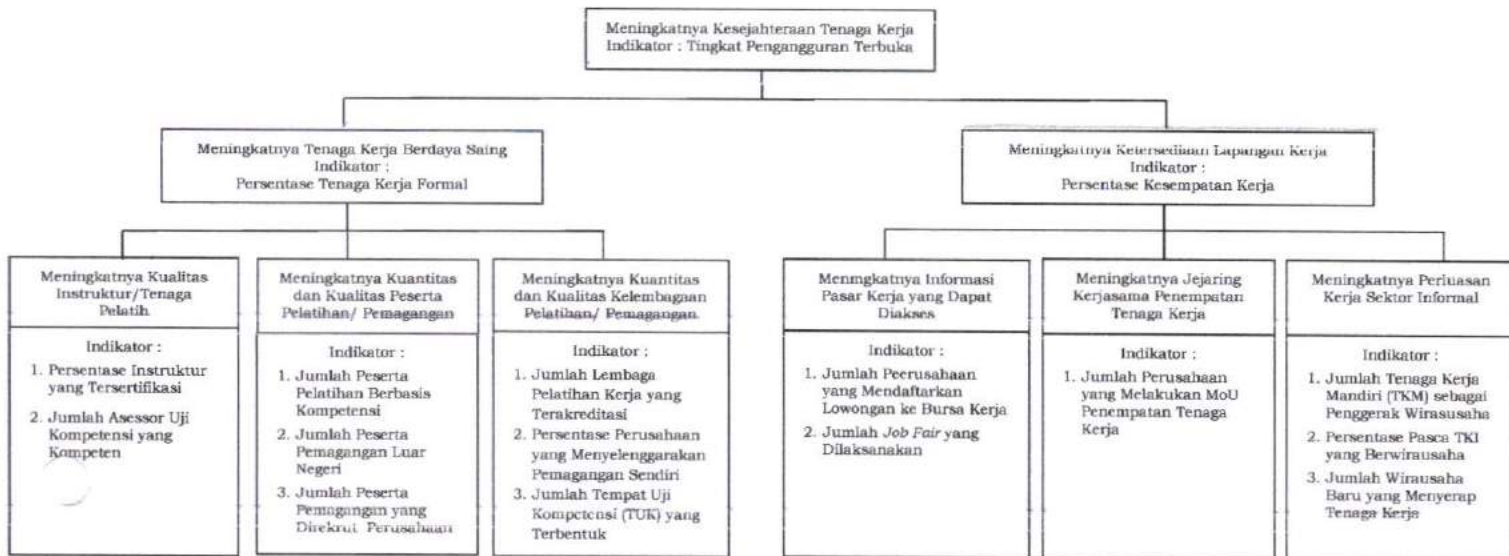 Meningkatnya Kesejahteraan Tenaga Kerja
Indikator : Tingkat Pengangguran Terbuka
Meningkatnya Tenaga Kerja Berdaya Saing
Indikator :
Persentase Tenaga Kerja Formal
Meningkatnya Ketersediaan Lapangan Kerja
Indikator :
Persentase Kesempatan Kerja
Meningkatnya Kualitas
Instruktur/Tenaga
Pelatih
Indikator :
1. Persentase Instruktur
yang Tersertifikasi
2. Jumlah Asessor Uji
Kompetensi yang
Kompeten
Meningkatnya Kuantitas
dan Kualitas Peserta
Pelatihan/ Pemagangan
Indikator :
1. Jumlah Peserta
Pelatihan Berbasis
Kompetensi
2. Jumlah Peserta
Pemagangan Luar
Negeri
3. Jumlah Peserta
Pemagangan yang
Direkrut Perusahaan
Meningkatnya Kuantitas
dan Kualitas Kelembagaan
Pelatihan/ Pemagangan
Indikator :
1. Jumlah Lembaga
Pelatihan Kerja yang
Terakreditasi
2. Persentase Perusahaan
yang Menyelenggarakan
Pemagangan Sendiri
3. Jumlah Tempat Uji
Kompetensi (TUK) yang
Terbentuk
Meningkatnya Informasi
Pasar Kerja yang Dapat
Diakses
Indikator :
1. Jumlah Peerusahaan
yang Mendaftarkan
Lowongan ke Bursa Kerja
2. Jumlah Job Fair yang
Dilaksanakan
Meningkatnya Jejaring
Kerjasama Penempatan
Tenaga Kerja
Indikator :
1. Jumlah Perusahaan
yang Melakukan MoU
Penempatan Tenaga
Kerja
Meningkatnya Perluasan
Kerja Sektor Informal
Indikator :
1. Jumlah Tenaga Kerja
Mandiri (TKM) sebagai
Penggerak Wirasusaha
2. Persentase Pasca TKI
yang Berwirausaha
3. Jumlah Wirausaha
Baru yang Menyerap
Tenaga Kerja